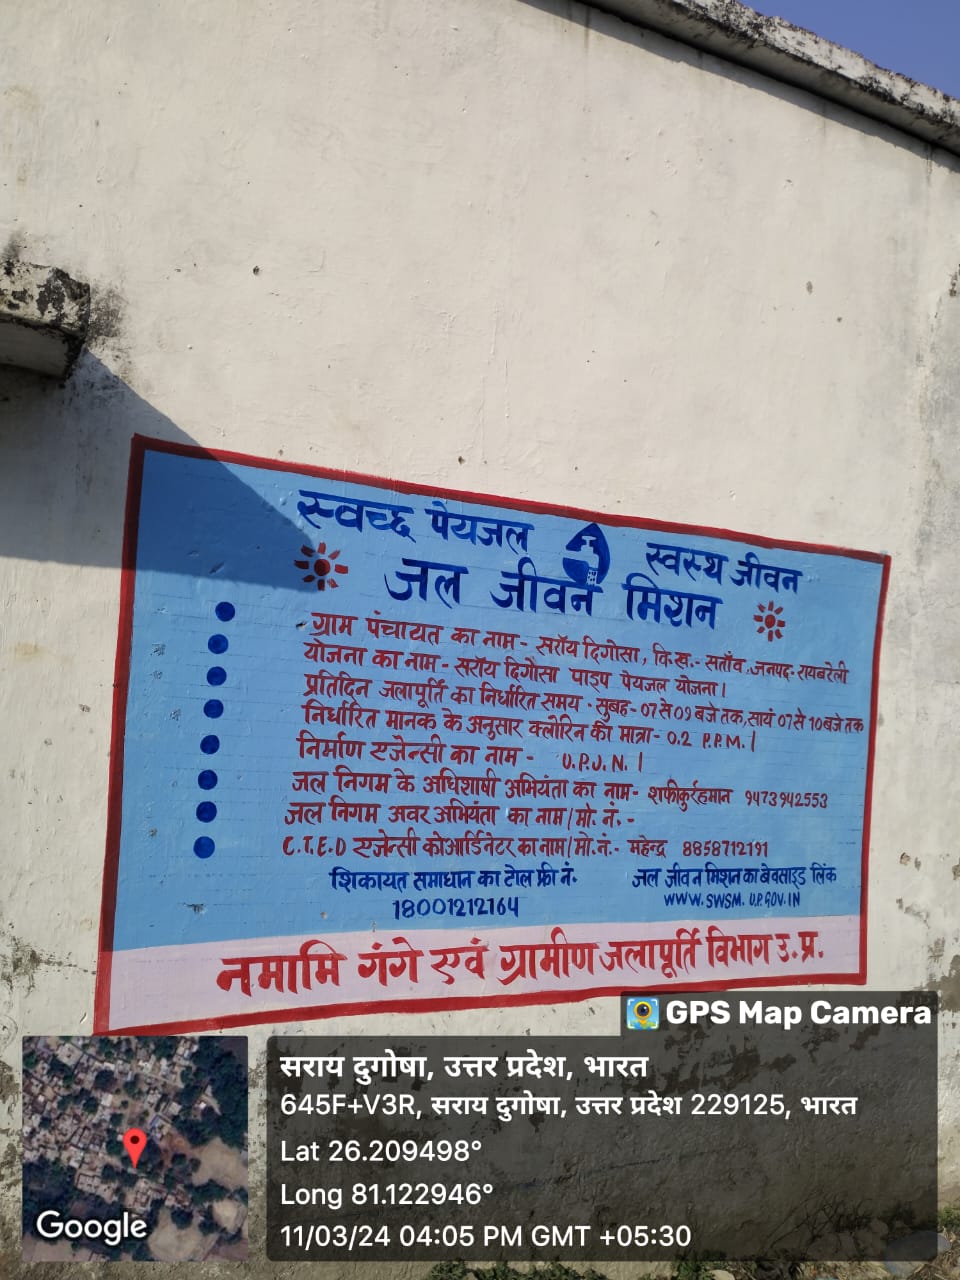 स्वच्छ पेयजल स्वस्थ जीवन
जल जीवन मिशन
ग्राम पंचायत का नाम - सरॉय दिगोसा, वि.ख.- सताँव, जनपद- रायबरेली
योजना का नाम - सरॉय दिगौसा पाइप पेयजल योजना।
प्रतिदिन जलापूर्ति का निर्धारित समय - सुबह- 07 से 09 बजे तक, सायं 07 से 10 बजे तक
निर्धारित मानक के अनुसार क्लोरिन की मात्रा- 0.2 P.P.M.।
निर्माण एजेन्सी का नाम - U.P.J.N.।
जल निगम के अधिशाषी अभियंता का नाम- शफीकुर्रहमान 9473942553
जल निगम अवर अभियंता का नाम/मो. नं. -
C.T.E.D एजेन्सी कोआर्डिनेटर का नाम/मो.नं.- महेन्द्र 8858712191
शिकायत समाधान का टोल फ्री नं. जल जीवन मिशन का बेवसाइड लिंक
18001212164 WWW.SWSM.UP.GOV.IN
नमामि गंगे एवं ग्रामीण जलापूर्ति विभाग उ.प्र.
GPS Map Camera
सराय दुगोषा, उत्तर प्रदेश, भारत
645F+V3R, सराय दुगोषा, उत्तर प्रदेश 229125, भारत
Lat 26.209498°
Long 81.122946°
11/03/24 04:05 PM GMT +05:30
Google